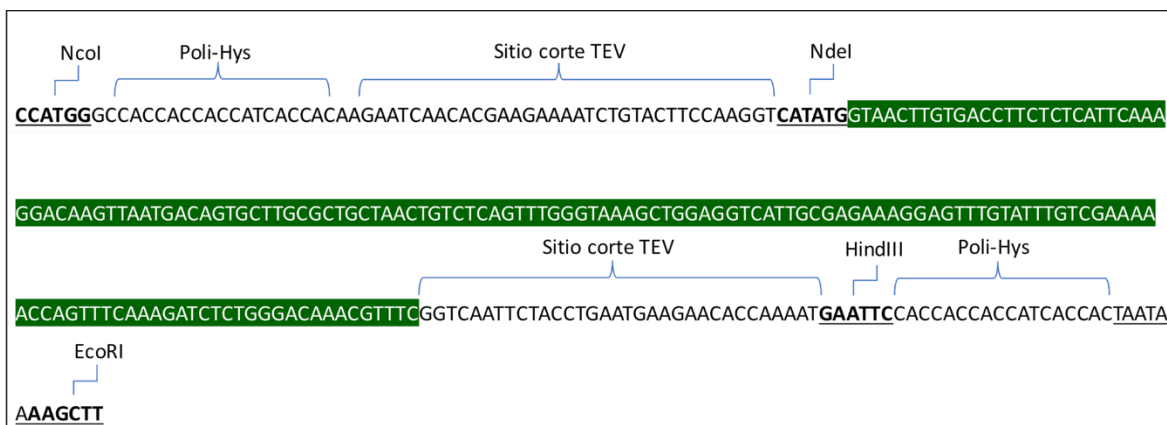 NcoI Poli-Hys Sitio corte TEV NdeI
CCATGGGCCACCACCACCATCACCACAAGAATCAACACGAAGAAAATCTGTACTTCCAAGGTCATATGGTAACTTGTGACCTTCTCTCATTCAAA
GGACAAGTTAATGACAGTGCTTGCGCTGCTAACTGTCTCAGTTTGGGTAAAGCTGGAGGTCATTGCGAGAAAGGAGTTTGTATTTGTCGAAAA
Sitio corte TEV HindIII Poli-Hys
ACCAGTTTCAAAGATCTCTGGGACAAACGTTTCGGTCAATTCTACCTGAATGAAGAACACCAAAATGAATTCCACCACCACCATCACCACTAATA
EcoRI
AAAGCTT